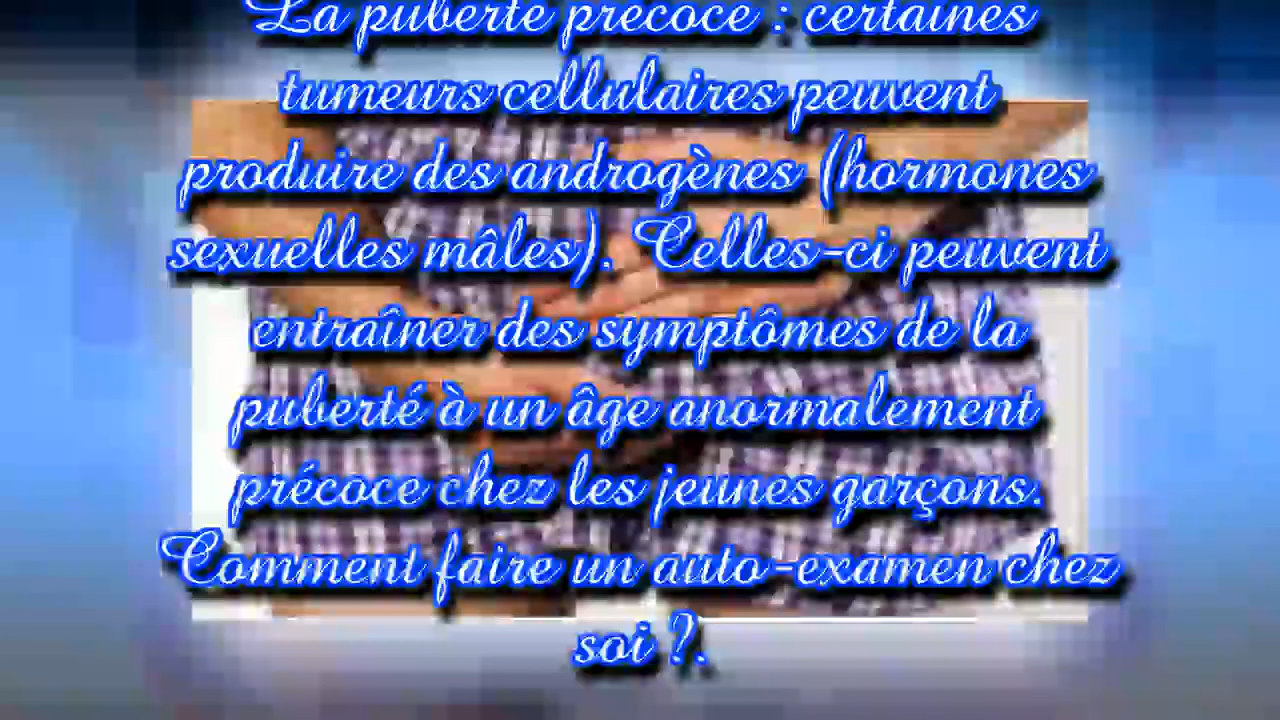 La puberté précoce : certaines
tumeurs cellulaires peuvent
produire des androgènes (hormones
sexuelles mâles). Celles-ci peuvent
entraîner des symptômes de la
puberté à un âge anormalement
précoce chez les jeunes garçons.
Comment faire un auto-examen chez
soi ?.